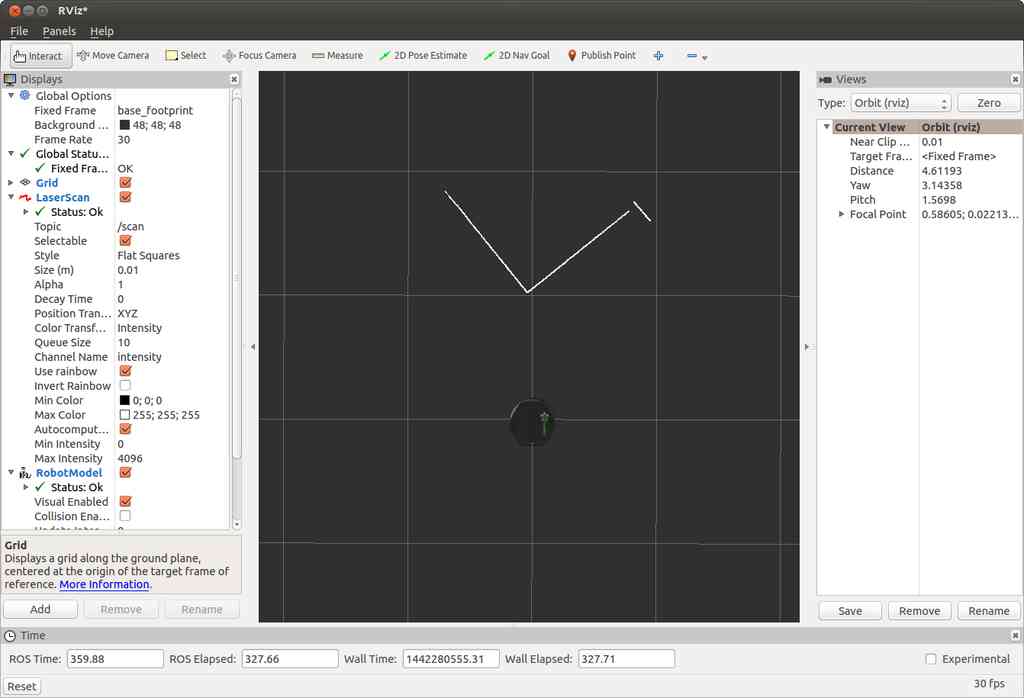 RViz*
File Panels Help
Interact Move Camera Select Focus Camera Measure 2D Pose Estimate 2D Nav Goal Publish Point
Displays
Global Options
Fixed Frame base_footprint
Background ... 48; 48; 48
Frame Rate 30
Global Statu...
Fixed Fra... OK
Grid
LaserScan
Status: Ok
Topic /scan
Selectable
Style Flat Squares
Size (m) 0.01
Alpha 1
Decay Time 0
Position Tran... XYZ
Color Transf... Intensity
Queue Size 10
Channel Name intensity
Use rainbow
Invert Rainbow
Min Color 0; 0; 0
Max Color 255; 255; 255
Autocomput...
Min Intensity 0
Max Intensity 4096
RobotModel
Status: Ok
Visual Enabled
Collision Ena...
Grid
Displays a grid along the ground plane,
centered at the origin of the target frame of
reference. More Information.
Add Remove Rename
Views
Type: Orbit (rviz) Zero
Current View Orbit (rviz)
Near Clip ... 0.01
Target Fra... <Fixed Frame>
Distance 4.61193
Yaw 3.14358
Pitch 1.5698
Focal Point 0.58605; 0.02213...
Save Remove Rename
Time
ROS Time: 359.88 ROS Elapsed: 327.66 Wall Time: 1442280555.31 Wall Elapsed: 327.71 Experimental
Reset 30 fps